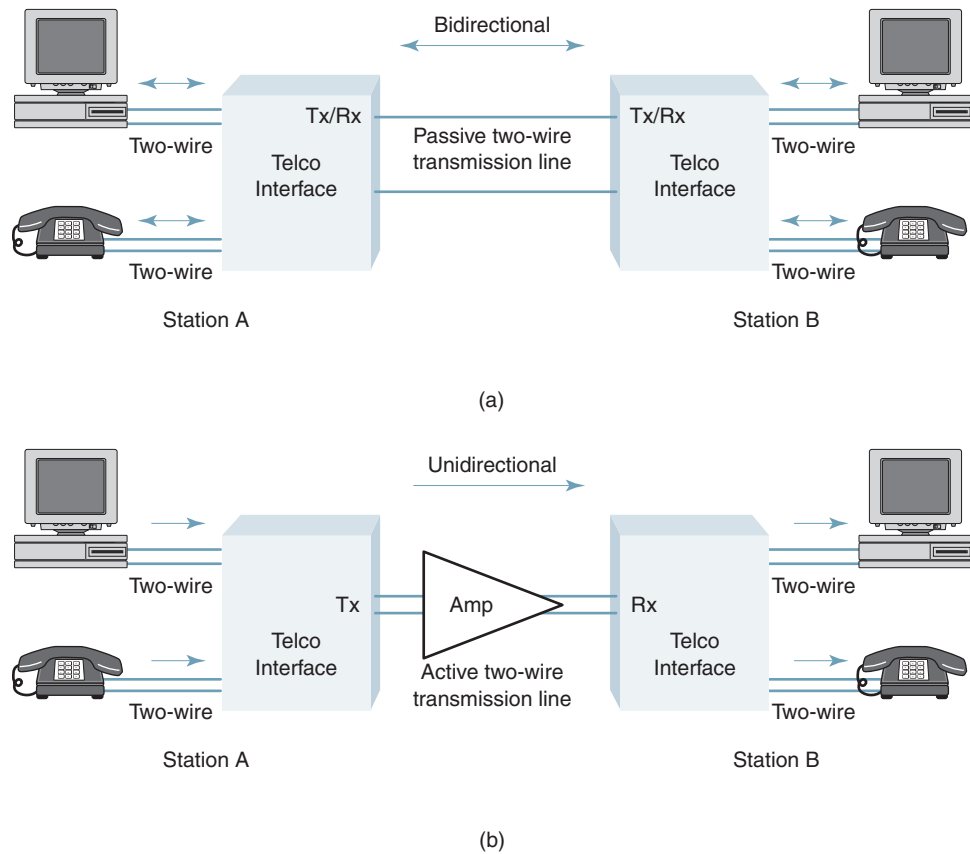 Bidirectional
Tx/Rx
Tx/Rx
Two-wire
Passive two-wire
transmission line
Two-wire
Telco
Interface
Telco
Interface
Two-wire
Two-wire
Station A
Station B
(a)
Unidirectional
Two-wire
Two-wire
Tx
Amp
Rx
Telco
Interface
Active two-wire
transmission line
Telco
Interface
Two-wire
Two-wire
Station A
Station B
(b)